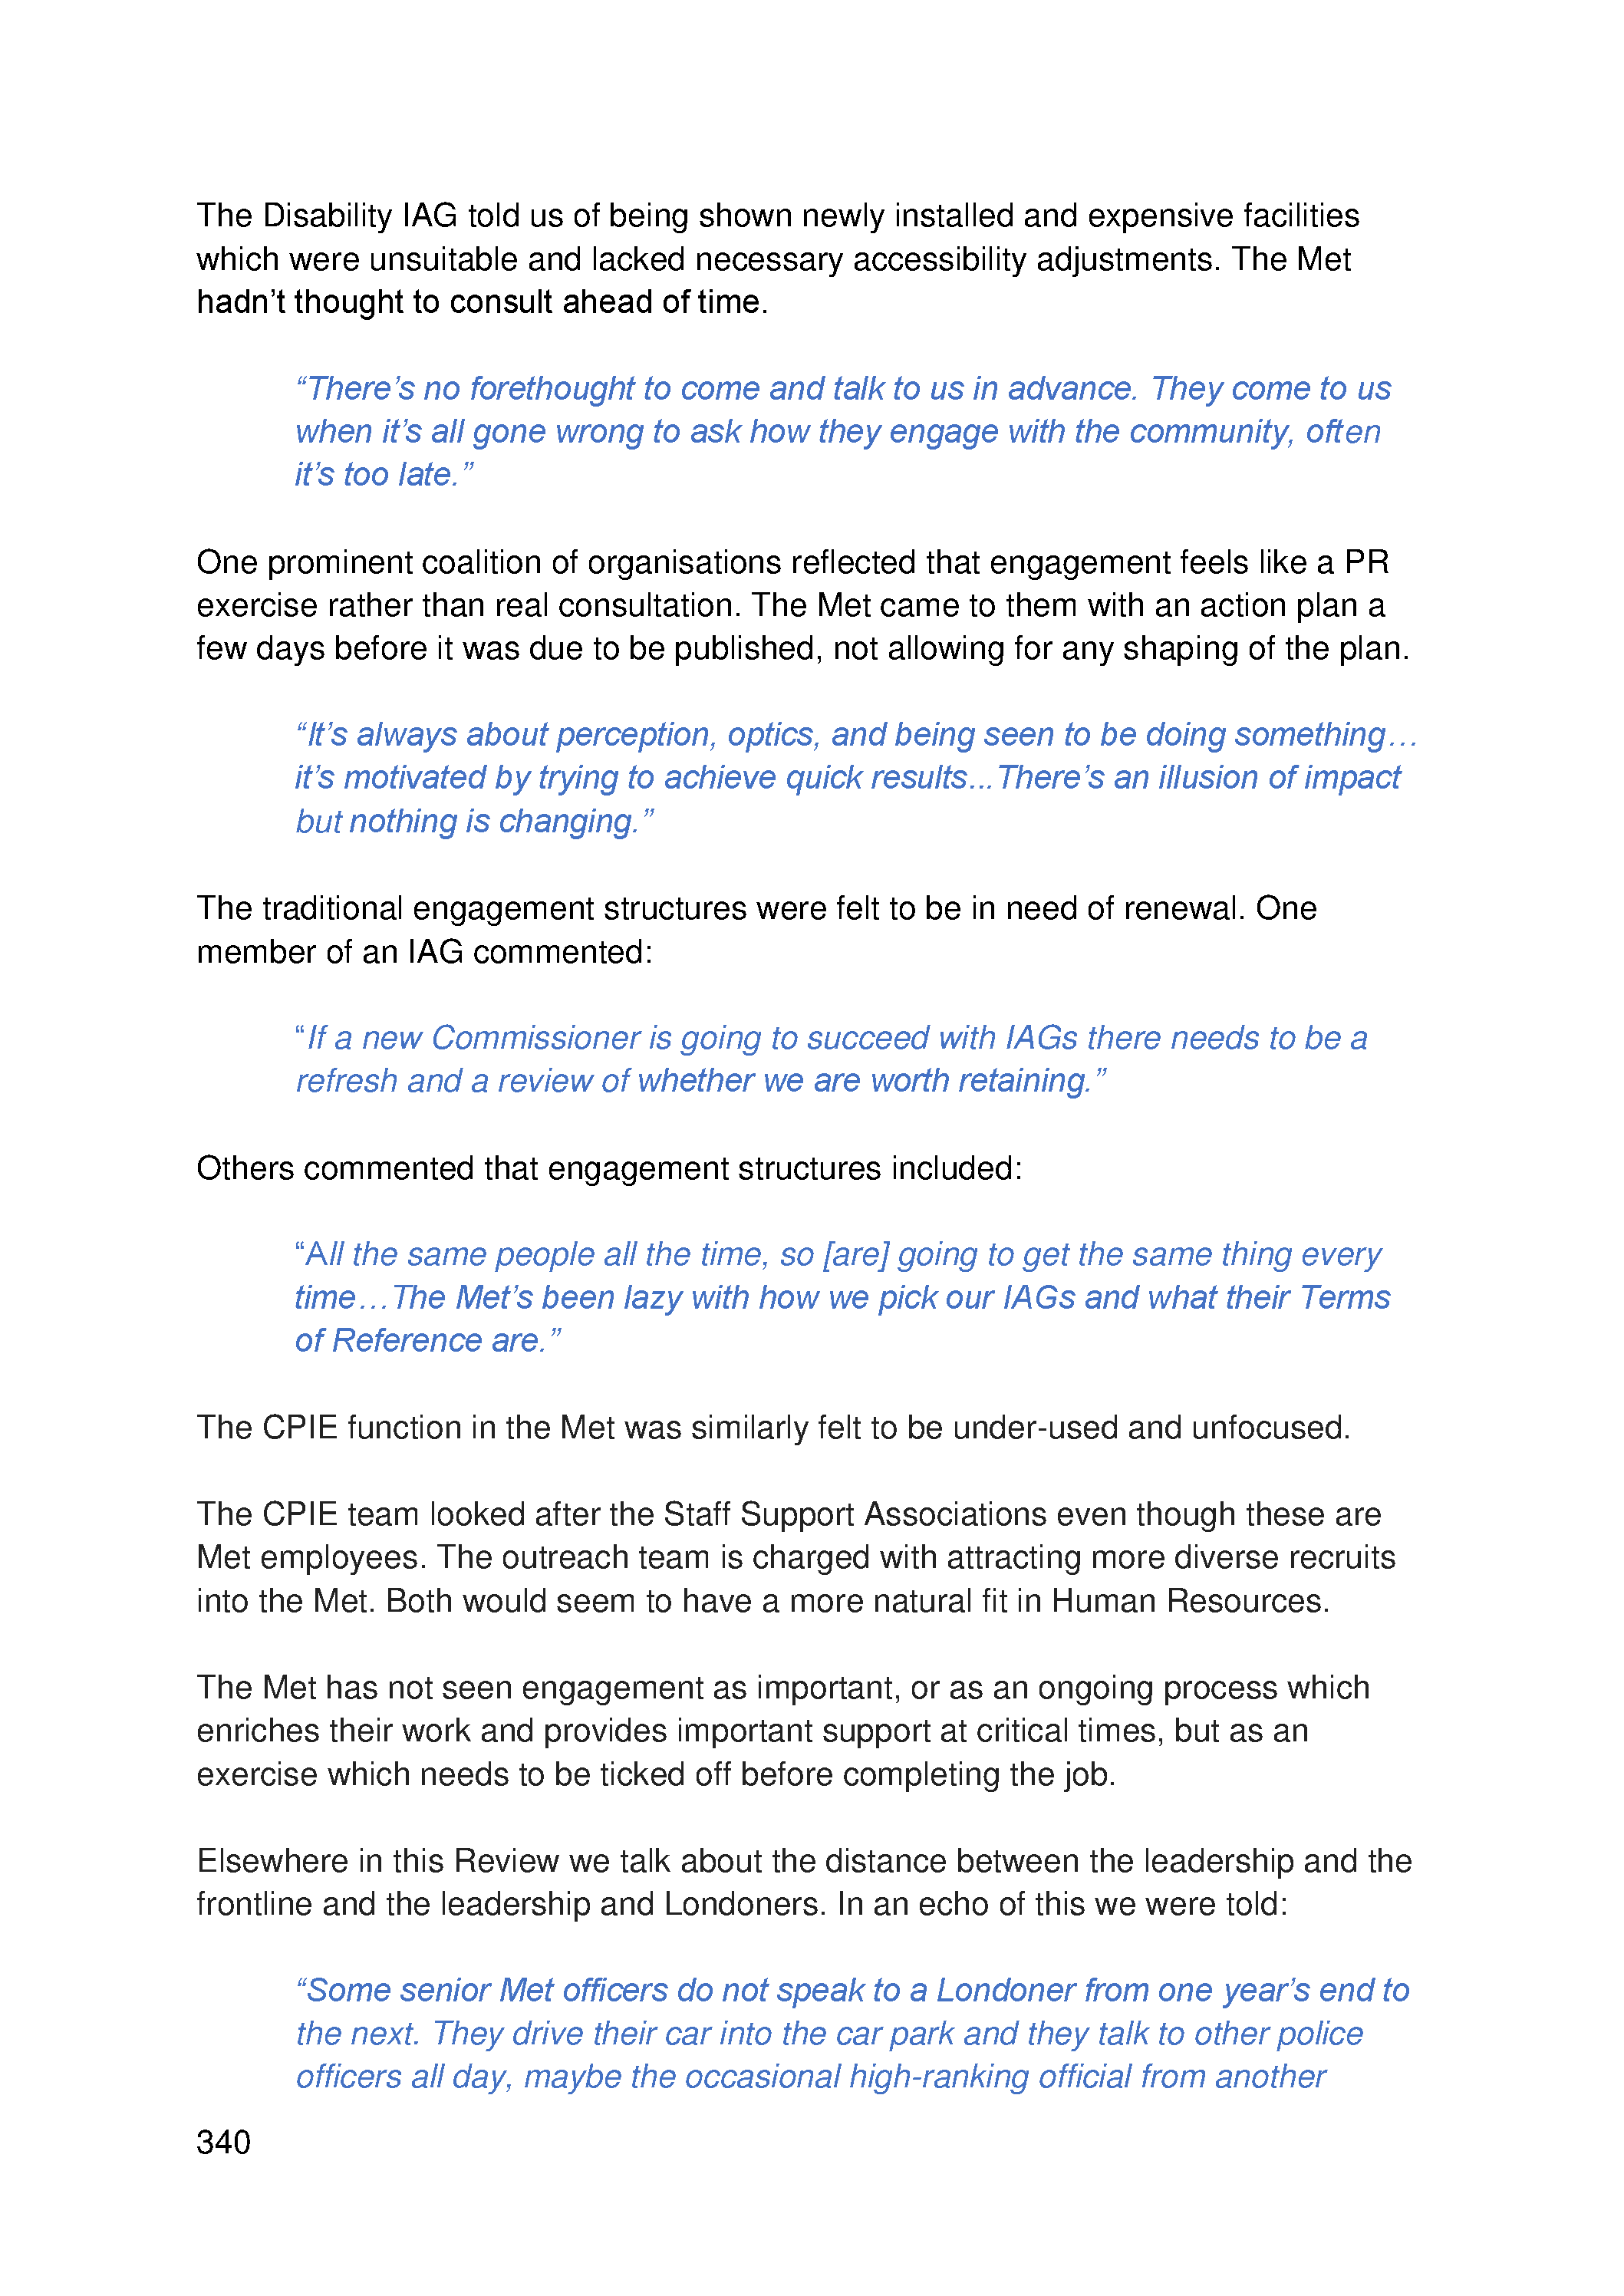 The Disability IAG told us of being shown newly installed and expensive facilities
which were unsuitable and lacked necessary accessibility adjustments. The Met
hadn’t thought to consult ahead of time.
“There’s no forethought to come and talk to us in advance. They come to us
when it’s all gone wrong to ask how they engage with the community, often
it’s too late.”
One prominent coalition of organisations reflected that engagement feels like a PR
exercise rather than real consultation. The Met came to them with an action plan a
few days before it was due to be published, not allowing for any shaping of the plan.
“It’s always about perception, optics, and being seen to be doing something…
it’s motivated by trying to achieve quick results...There’s an illusion of impact
but nothing is changing.”
The traditional engagement structures were felt to be in need of renewal. One
member of an IAG commented:
“If a new Commissioner is going to succeed with IAGs there needs to be a
refresh and a review of whether we are worth retaining.”
Others commented that engagement structures included:
“All the same people all the time, so [are] going to get the same thing every
time…The Met’s been lazy with how we pick our IAGs and what their Terms
of Reference are.”
The CPIE function in the Met was similarly felt to be under-used and unfocused.
The CPIE team looked after the Staff Support Associations even though these are
Met employees. The outreach team is charged with attracting more diverse recruits
into the Met. Both would seem to have a more natural fit in Human Resources.
The Met has not seen engagement as important, or as an ongoing process which
enriches their work and provides important support at critical times, but as an
exercise which needs to be ticked off before completing the job.
Elsewhere in this Review we talk about the distance between the leadership and the
frontline and the leadership and Londoners. In an echo of this we were told:
“Some senior Met officers do not speak to a Londoner from one year’s end to
the next. They drive their car into the car park and they talk to other police
officers all day, maybe the occasional high-ranking official from another
340